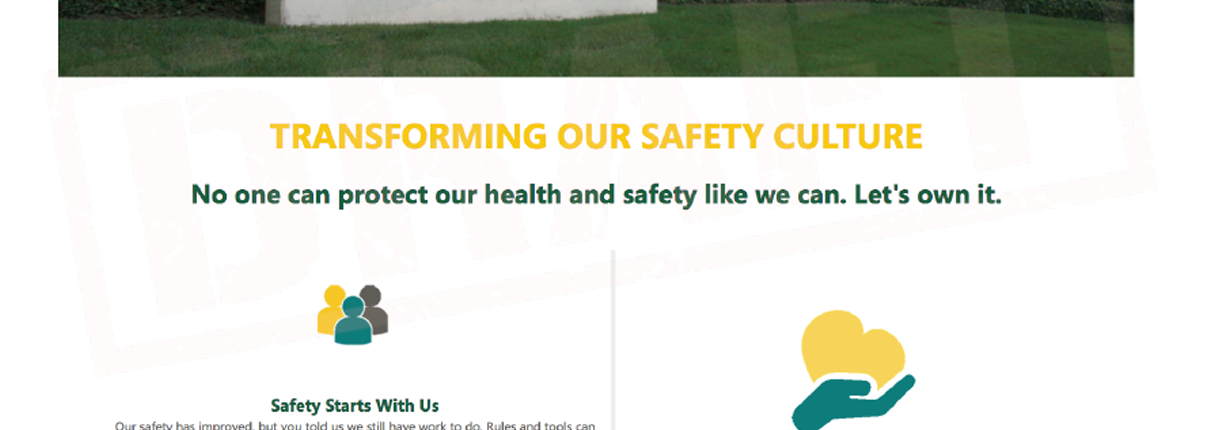 TRANSFORMING OUR SAFETY CULTURE
No one can protect our health and safety like we can. Let's own it.
Safety Starts With Us
Our safety has improved, but you told us we still have work to do. Rules and tools can
DRAFT